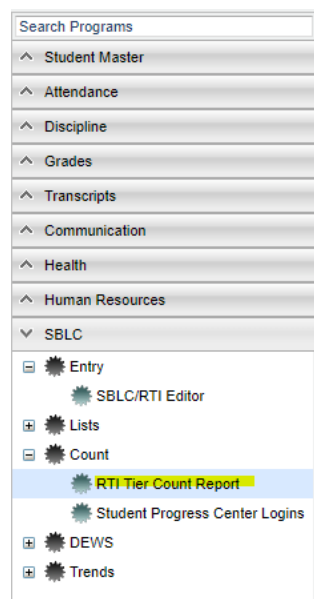 Search Programs
Student Master
Attendance
Discipline
Grades
Transcripts
Communication
Health
Human Resources
SBLC
Entry
SBLC/RTI Editor
Lists
Count
RTI Tier Count Report
Student Progress Center Logins
DEWS
Trends